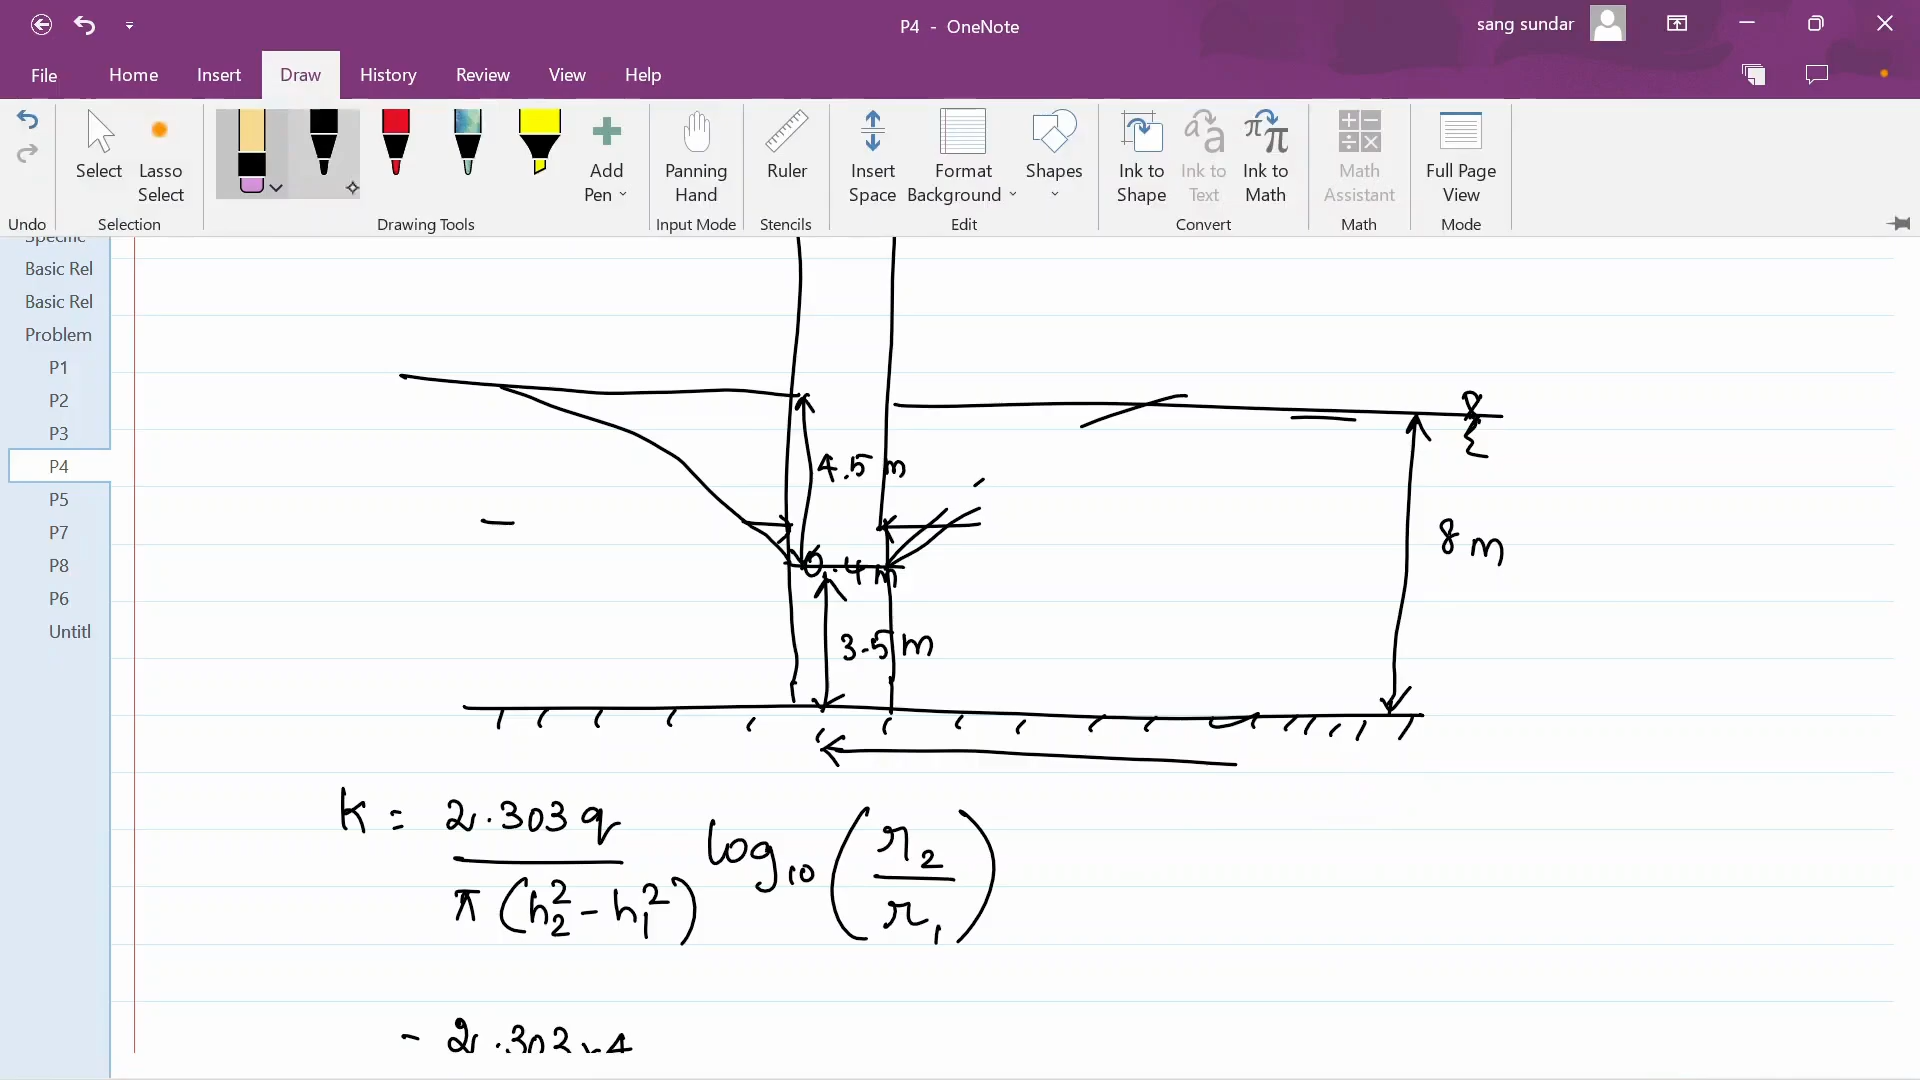 P4 - OneNote
sang sundar
File Home Insert Draw History Review View Help
Select
Lasso Select
Add Pen
Panning Hand
Ruler
Insert Space
Format Background
Shapes
Ink to Shape
Ink to Text
Ink to Math
Math Assistant
Full Page View
Undo Selection Drawing Tools Input Mode Stencils Edit Convert Math Mode
Specific
Basic Rel
Basic Rel
Problem
P1
P2
P3
P4
P5
P7
P8
P6
Untitl
4.5 m
8 m
0.4 m
3.5 m
k = 2.303 q / π (h₂² - h₁²) log₁₀ (r₂ / r₁)